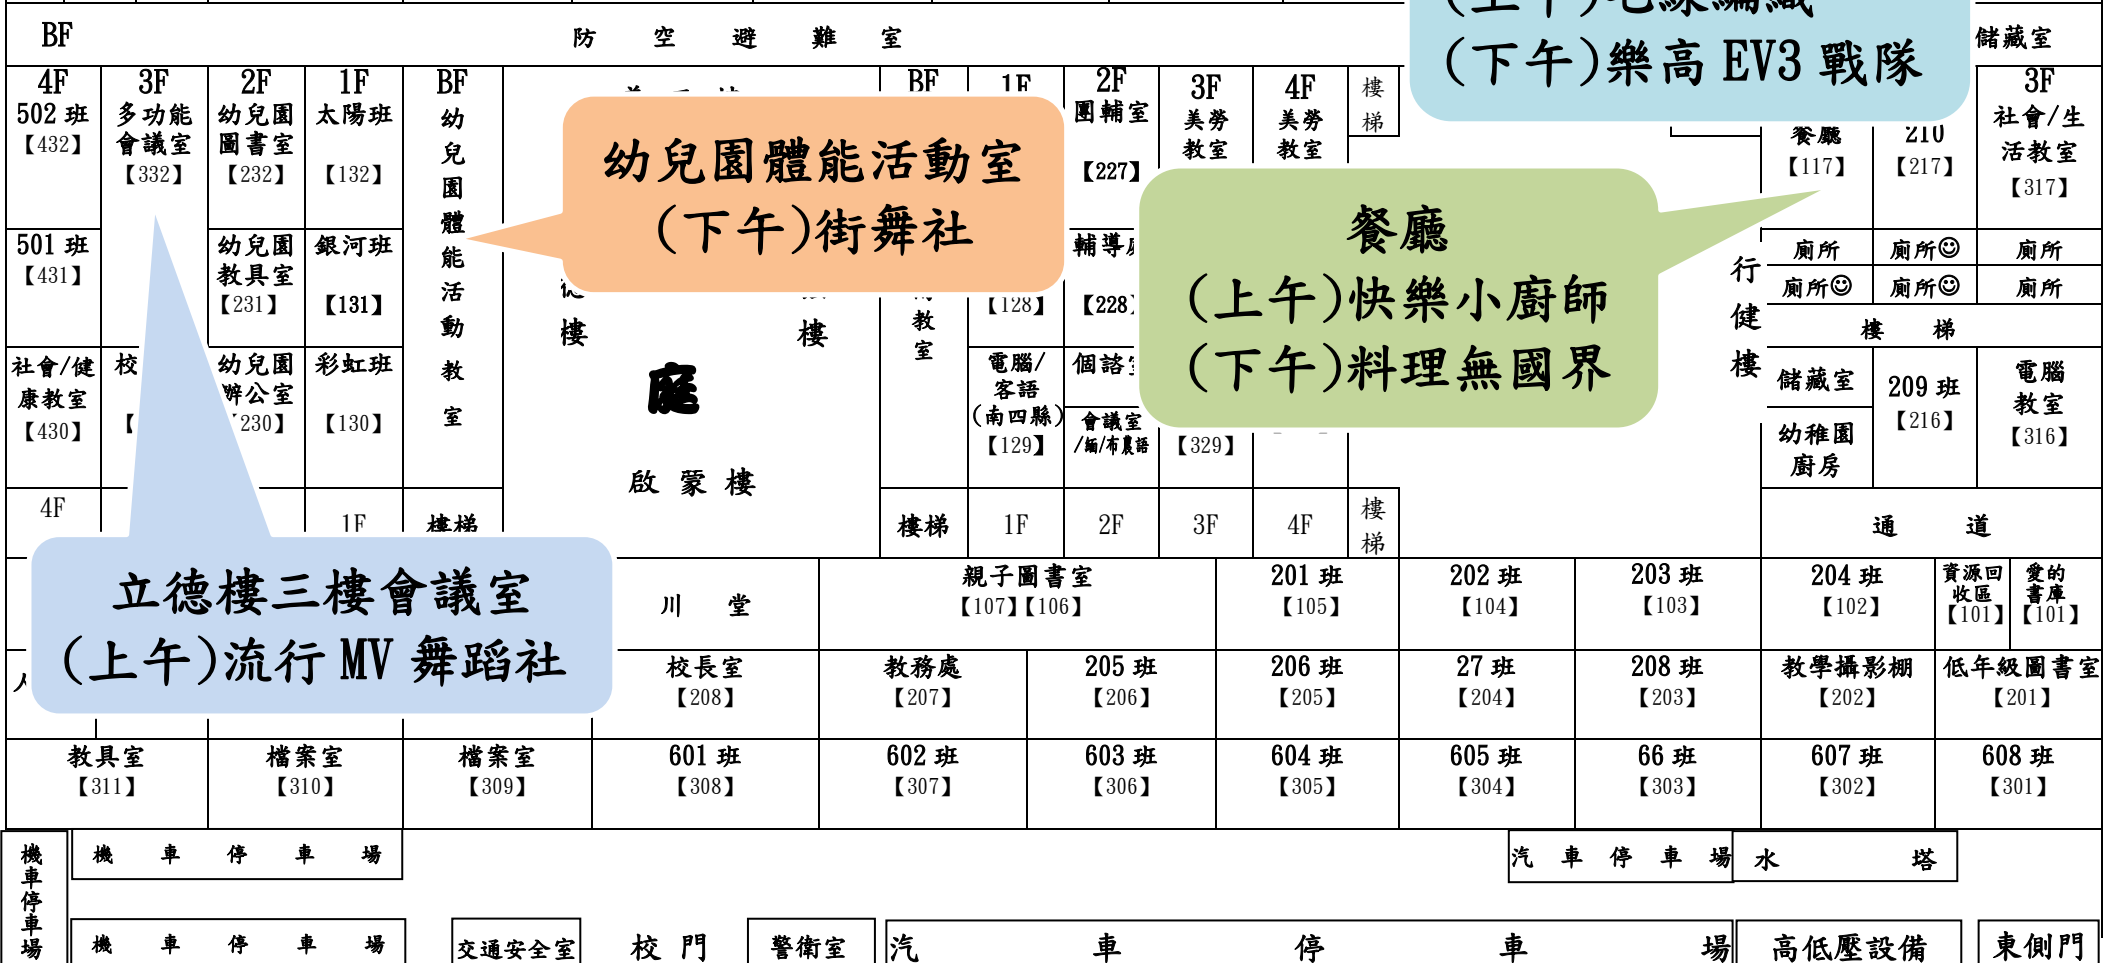 (下午)樂高 EV3 戰隊
BF 防空避難室 儲藏室
4F
502 班
【432】
3F
多功能
會議室
【332】
2F
幼兒園
圖書室
【232】
1F
太陽班
【132】
BF
幼兒園體能活動教室
幼兒園體能活動室
(下午)街舞社
BF
1F
2F
團輔室
【227】
3F
美勞
教室
4F
美勞
教室
樓梯
餐廳
【117】
210
【217】
3F
社會/生
活教室
【317】
501 班
【431】
幼兒園
教具室
【231】
銀河班
【131】
樓
樓
庭
啟蒙樓
教室
【128】
輔導
【228】
餐廳
(上午)快樂小廚師
(下午)料理無國界
行健樓
廁所 廁所☺ 廁所
廁所☺ 廁所☺ 廁所
樓梯
社會/健
康教室
【430】
校
幼兒園
辦公室
230】
彩虹班
【130】
電腦/
客語
(南四縣)
【129】
個諮
會議室
/緬/布農語
【329】
儲藏室
幼稚園
廚房
209 班
【216】
電腦
教室
【316】
4F 1F 樓梯
樓梯 1F 2F 3F 4F 樓梯
通道
立德樓三樓會議室
(上午)流行 MV 舞蹈社
川堂
親子圖書室
【107】【106】
201 班
【105】
202 班
【104】
203 班
【103】
204 班
【102】
資源回
收區
【101】
愛的
書庫
【101】
校長室
【208】
教務處
【207】
205 班
【206】
206 班
【205】
27 班
【204】
208 班
【203】
教學攝影棚
【202】
低年級圖書室
【201】
教具室
【311】
檔案室
【310】
檔案室
【309】
601 班
【308】
602 班
【307】
603 班
【306】
604 班
【305】
605 班
【304】
66 班
【303】
607 班
【302】
608 班
【301】
機車停車場
機車停車場
汽車停車場
水塔
機車停車場
交通安全室
校門
警衛室
汽車停車場
高低壓設備
東側門